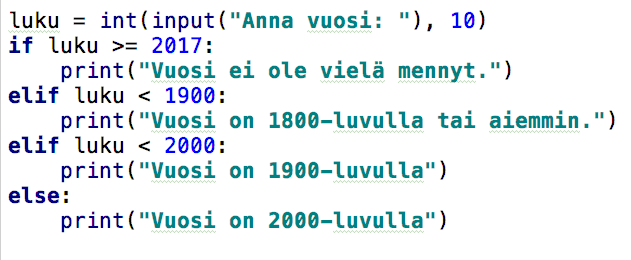 luku = int(input("Anna vuosi: "), 10)
if luku >= 2017:
    print("Vuosi ei ole vielä mennyt.")
elif luku < 1900:
    print("Vuosi on 1800-luvulla tai aiemmin.")
elif luku < 2000:
    print("Vuosi on 1900-luvulla")
else:
    print("Vuosi on 2000-luvulla")